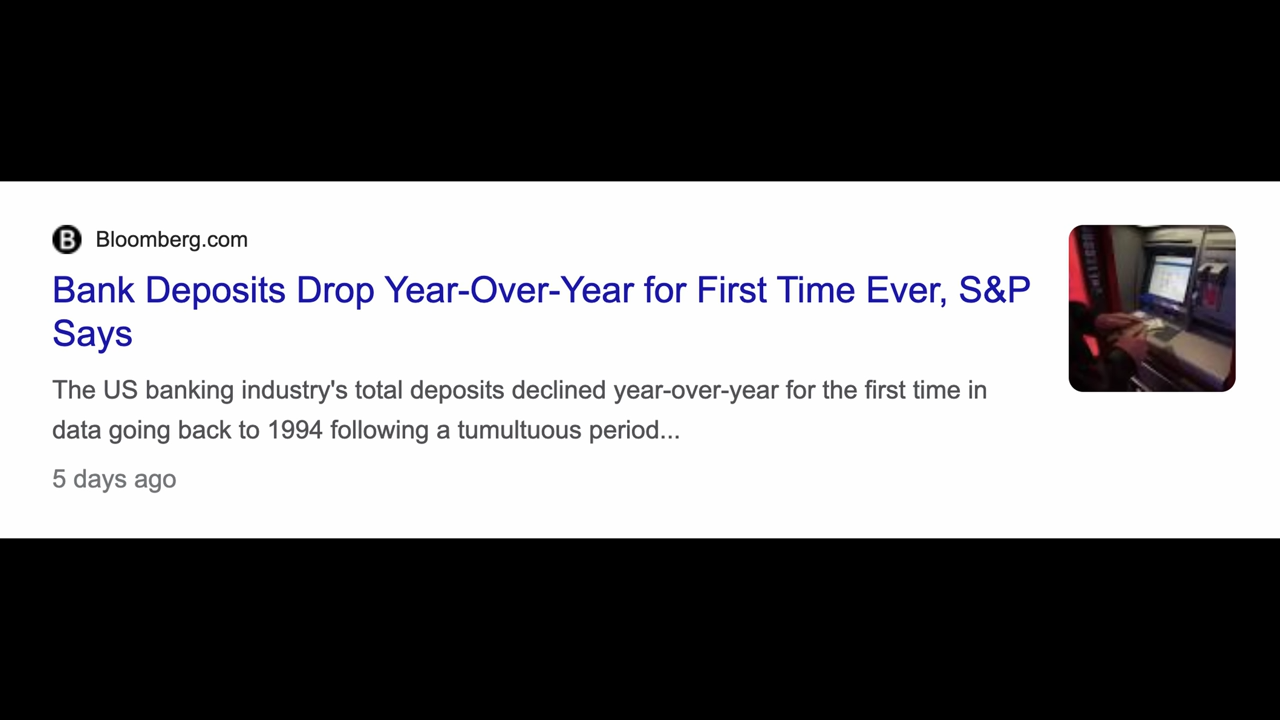 B
Bloomberg.com
Bank Deposits Drop Year-Over-Year for First Time Ever, S&P
Says
The US banking industry's total deposits declined year-over-year for the first time in
data going back to 1994 following a tumultuous period...
5 days ago